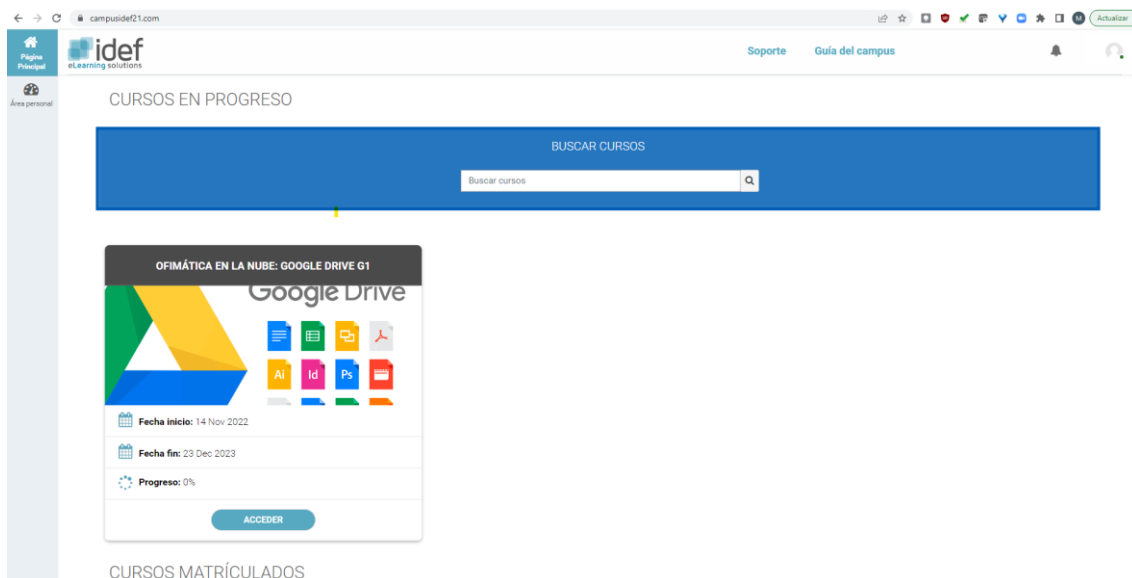 campusidef21.com
M
Actualizar
Página
Principal
idef
eLearning solutions
Soporte
Guía del campus
Área personal
CURSOS EN PROGRESO
BUSCAR CURSOS
Buscar cursos
OFIMÁTICA EN LA NUBE: GOOGLE DRIVE G1
Google Drive
Ai
Id
Ps
Fecha inicio: 14 Nov 2022
Fecha fin: 23 Dec 2023
Progreso: 0%
ACCEDER
CURSOS MATRÍCULADOS